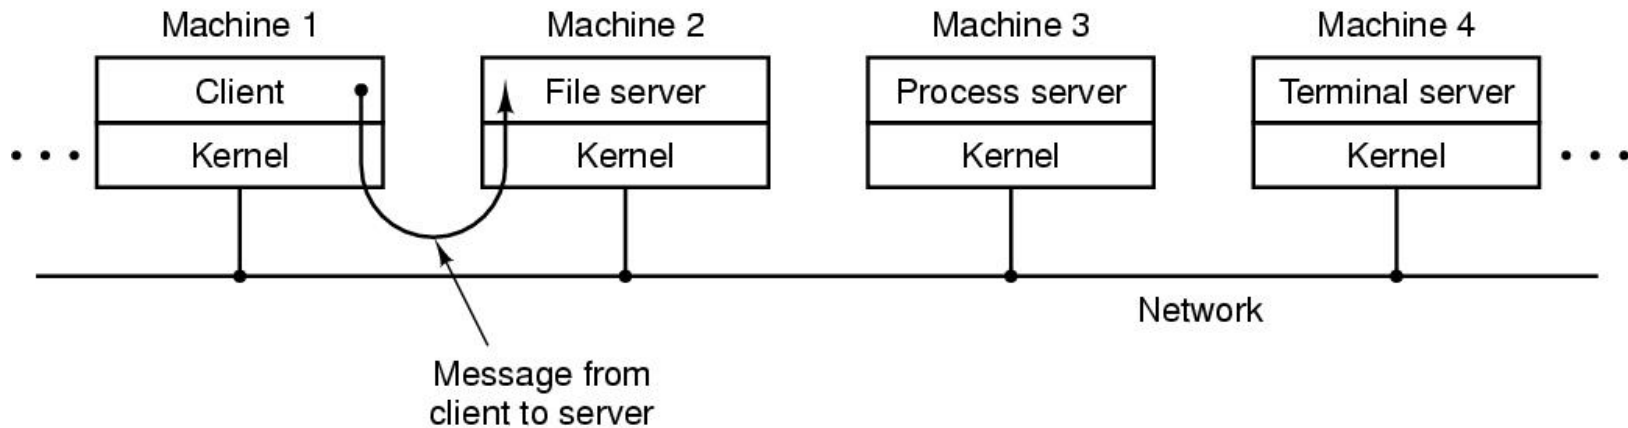 Machine 1
Machine 2
Machine 3
Machine 4
Client
File server
Process server
Terminal server
Kernel
Kernel
Kernel
Kernel
Network
Message from
client to server